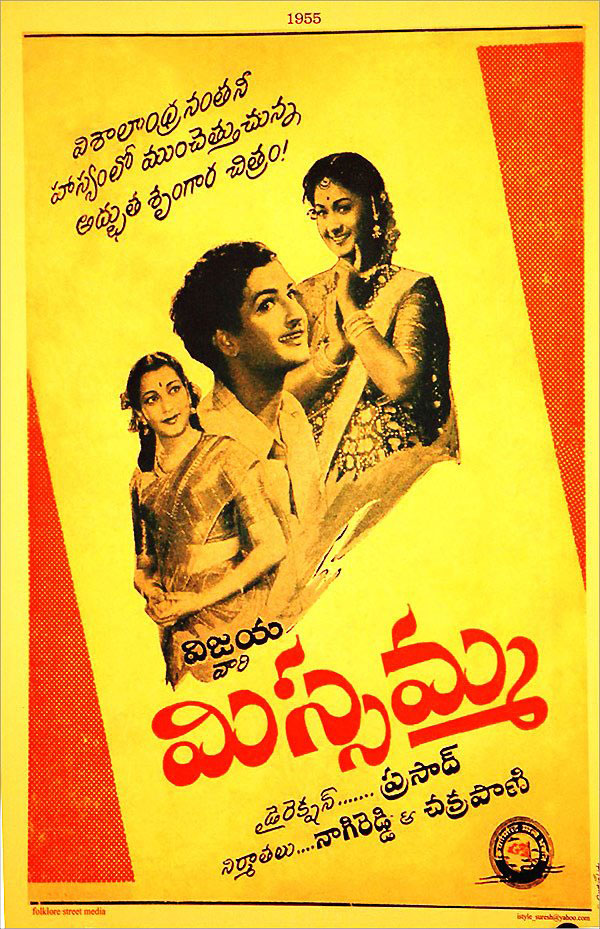 1955
విశాలాంధ్ర నంతనీ
హాస్యంలో ముంచెత్తుచున్న
అద్భుత శృంగార చిత్రం!
విజయ
వారి
మిస్సమ్మ
డైరెక్షన్....... ప్రసాద్
నిర్మాతలు.... నాగిరెడ్డి & చక్రపాణి
folklore street media
istyle_suresh@yahoo.com